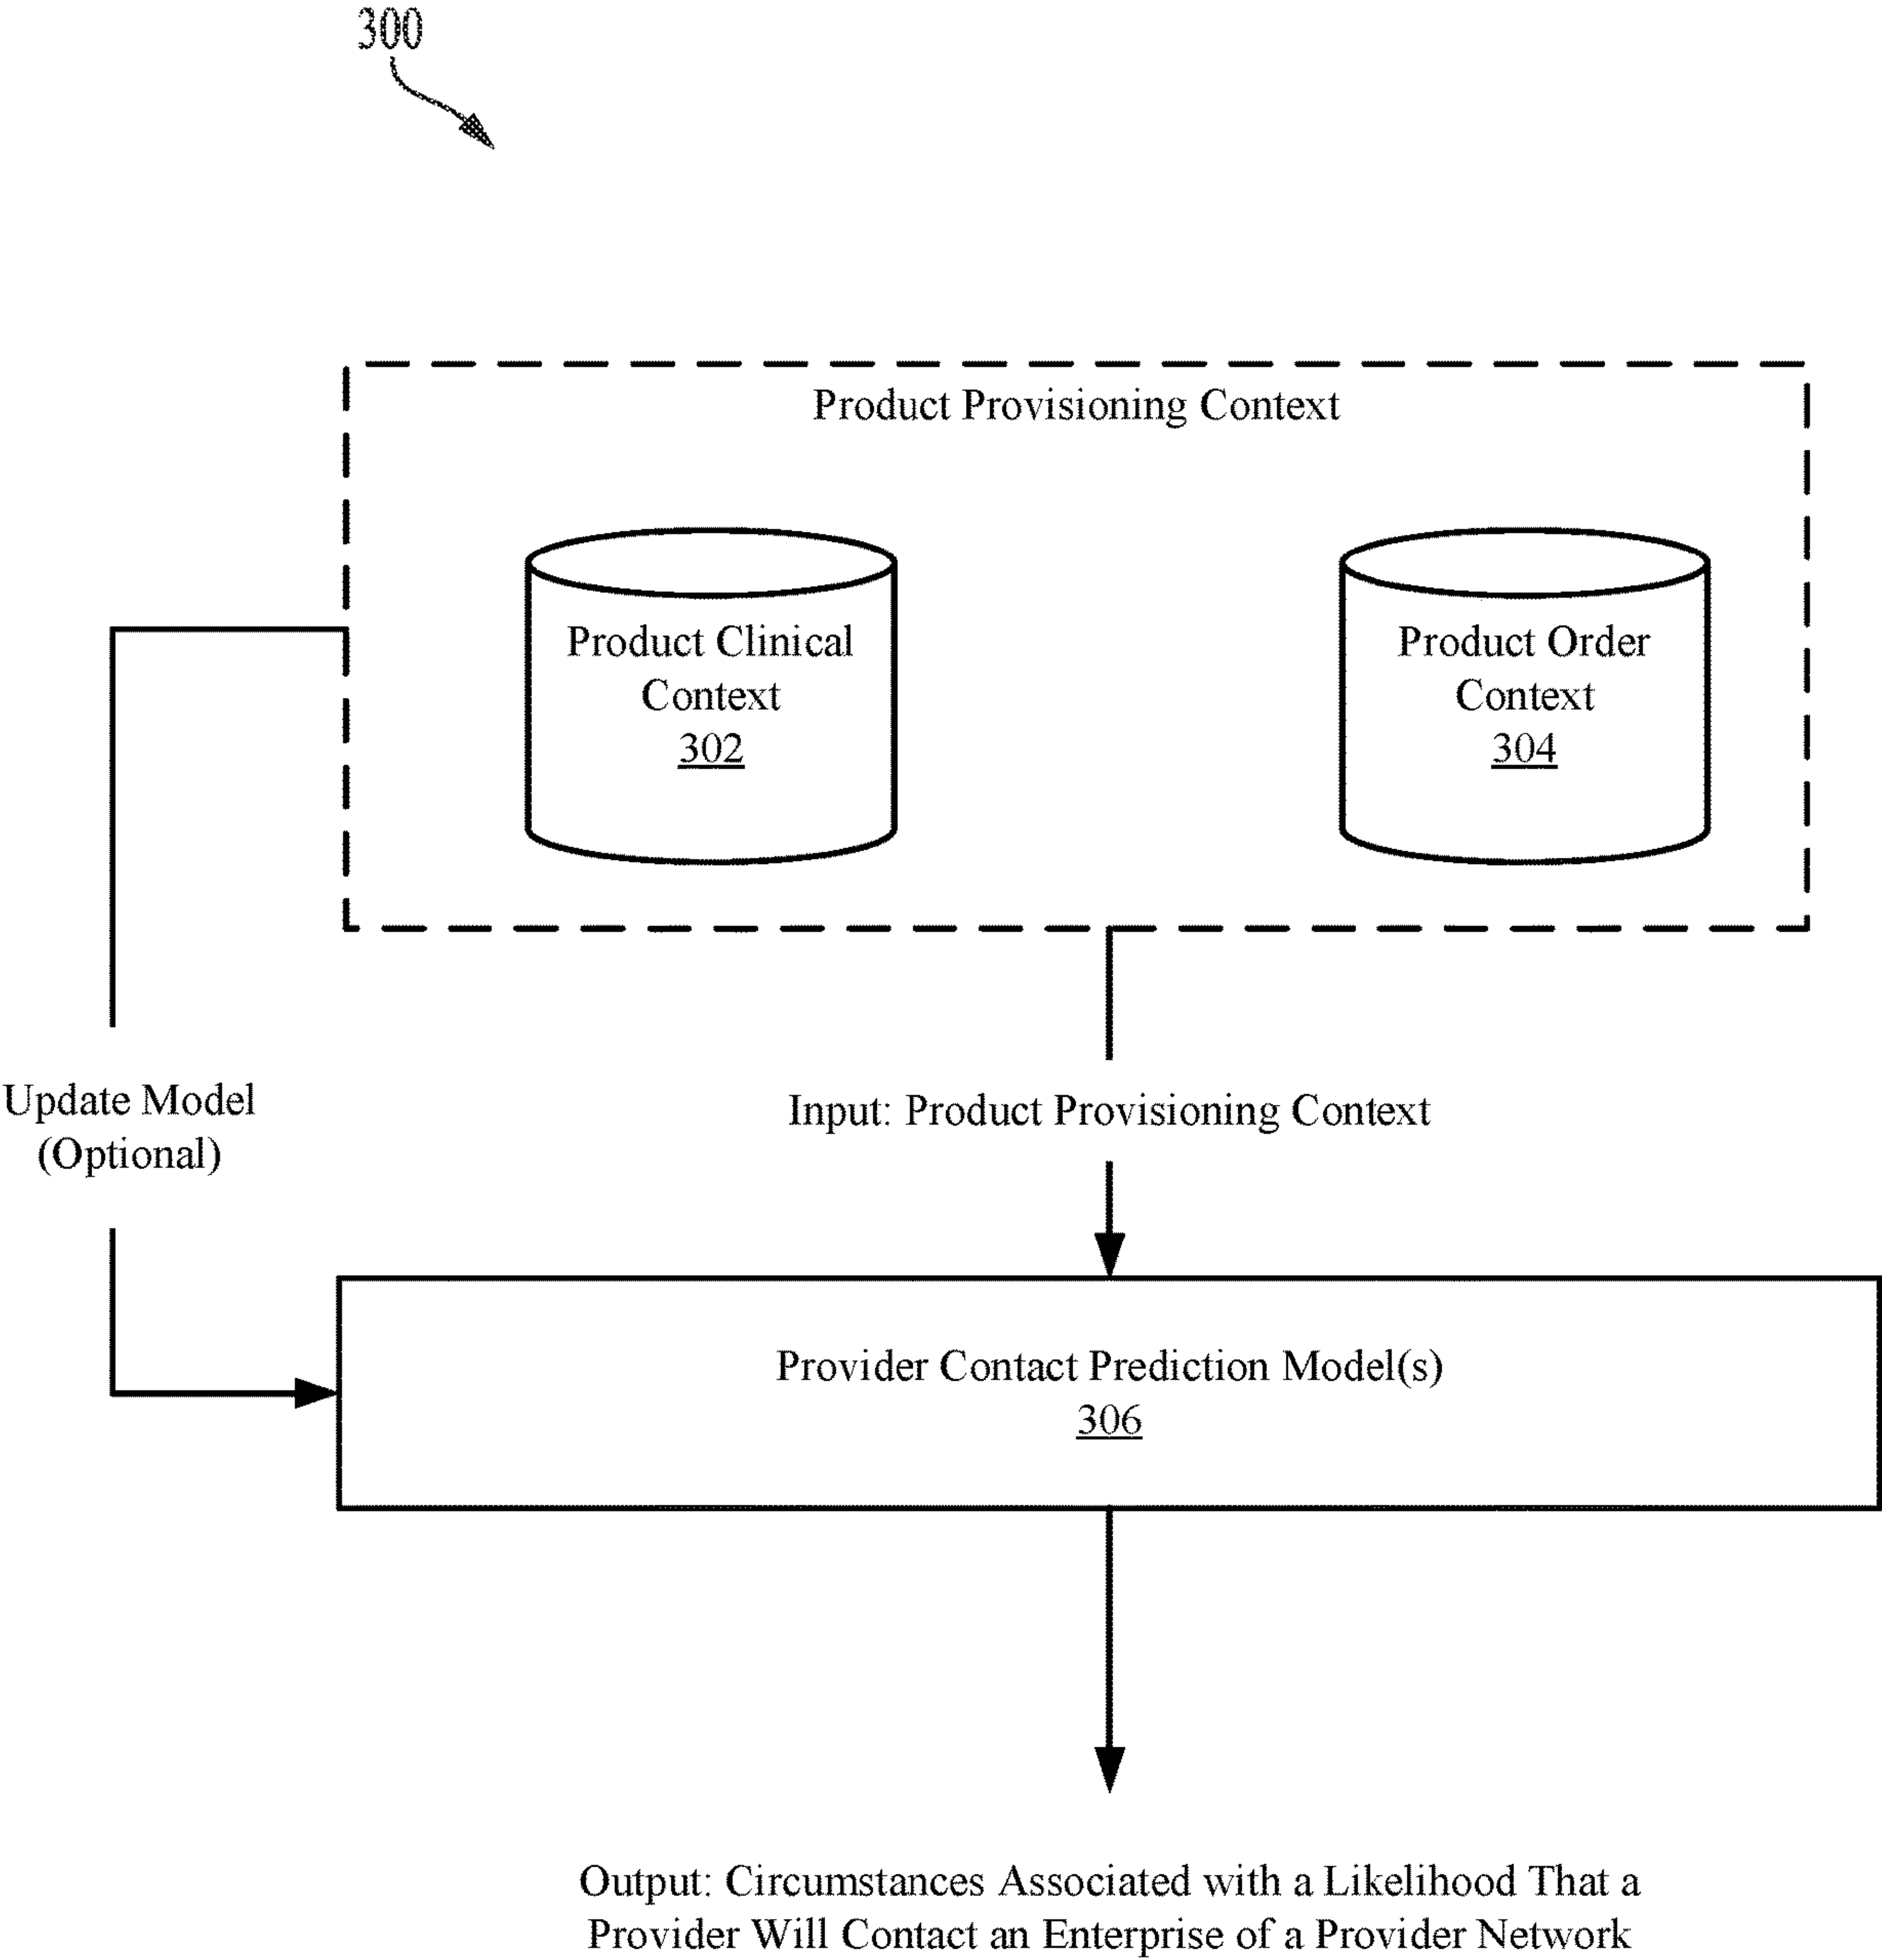 300
Product Provisioning Context
Product Clinical
Context
302
Product Order
Context
304
Update Model
(Optional)
Input: Product Provisioning Context
Provider Contact Prediction Model(s)
306
Output: Circumstances Associated with a Likelihood That a
Provider Will Contact an Enterprise of a Provider Network